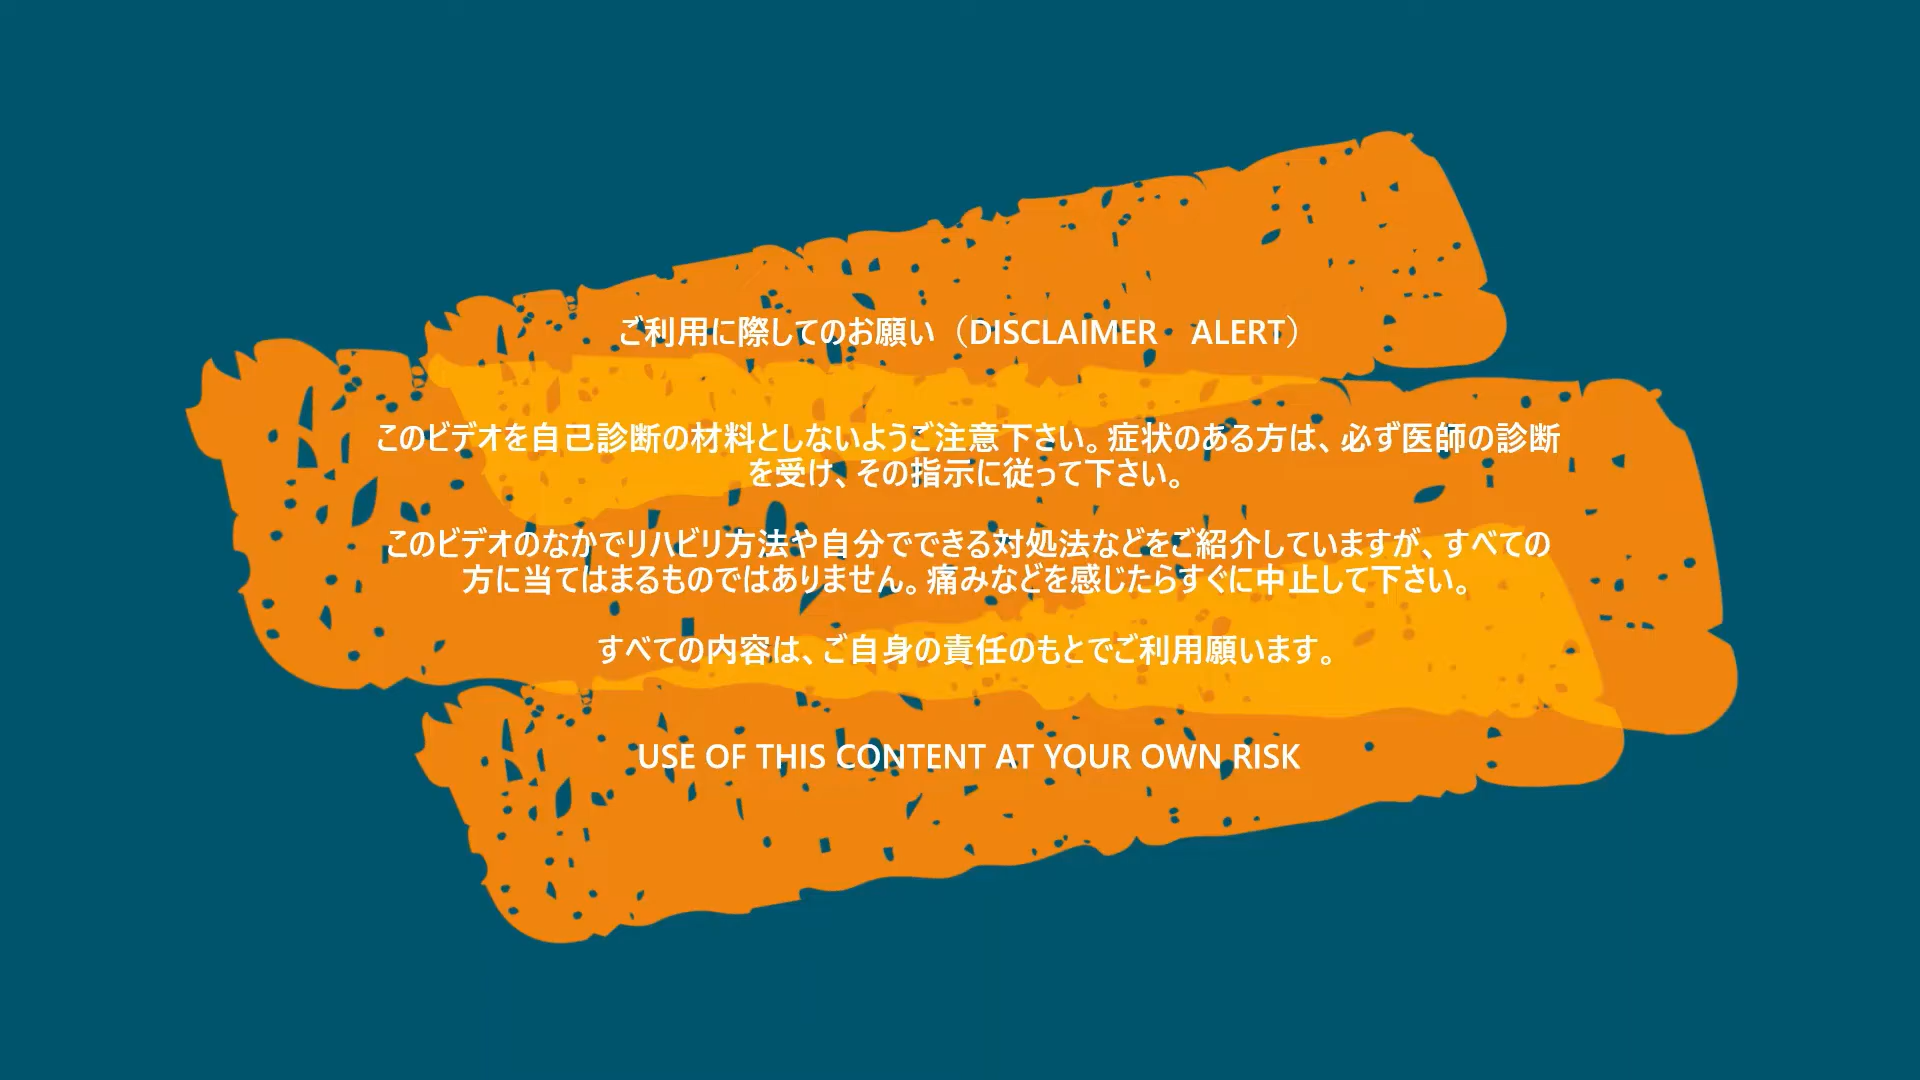 ご利用に際してのお願い（DISCLAIMER　ALERT）
このビデオを自己診断の材料としないようご注意下さい。症状のある方は、必ず医師の診断
を受け、その指示に従って下さい。
このビデオのなかでリハビリ方法や自分でできる対処法などをご紹介していますが、すべての
方に当てはまるものではありません。痛みなどを感じたらすぐに中止して下さい。
すべての内容は、ご自身の責任のもとでご利用願います。
USE OF THIS CONTENT AT YOUR OWN RISK